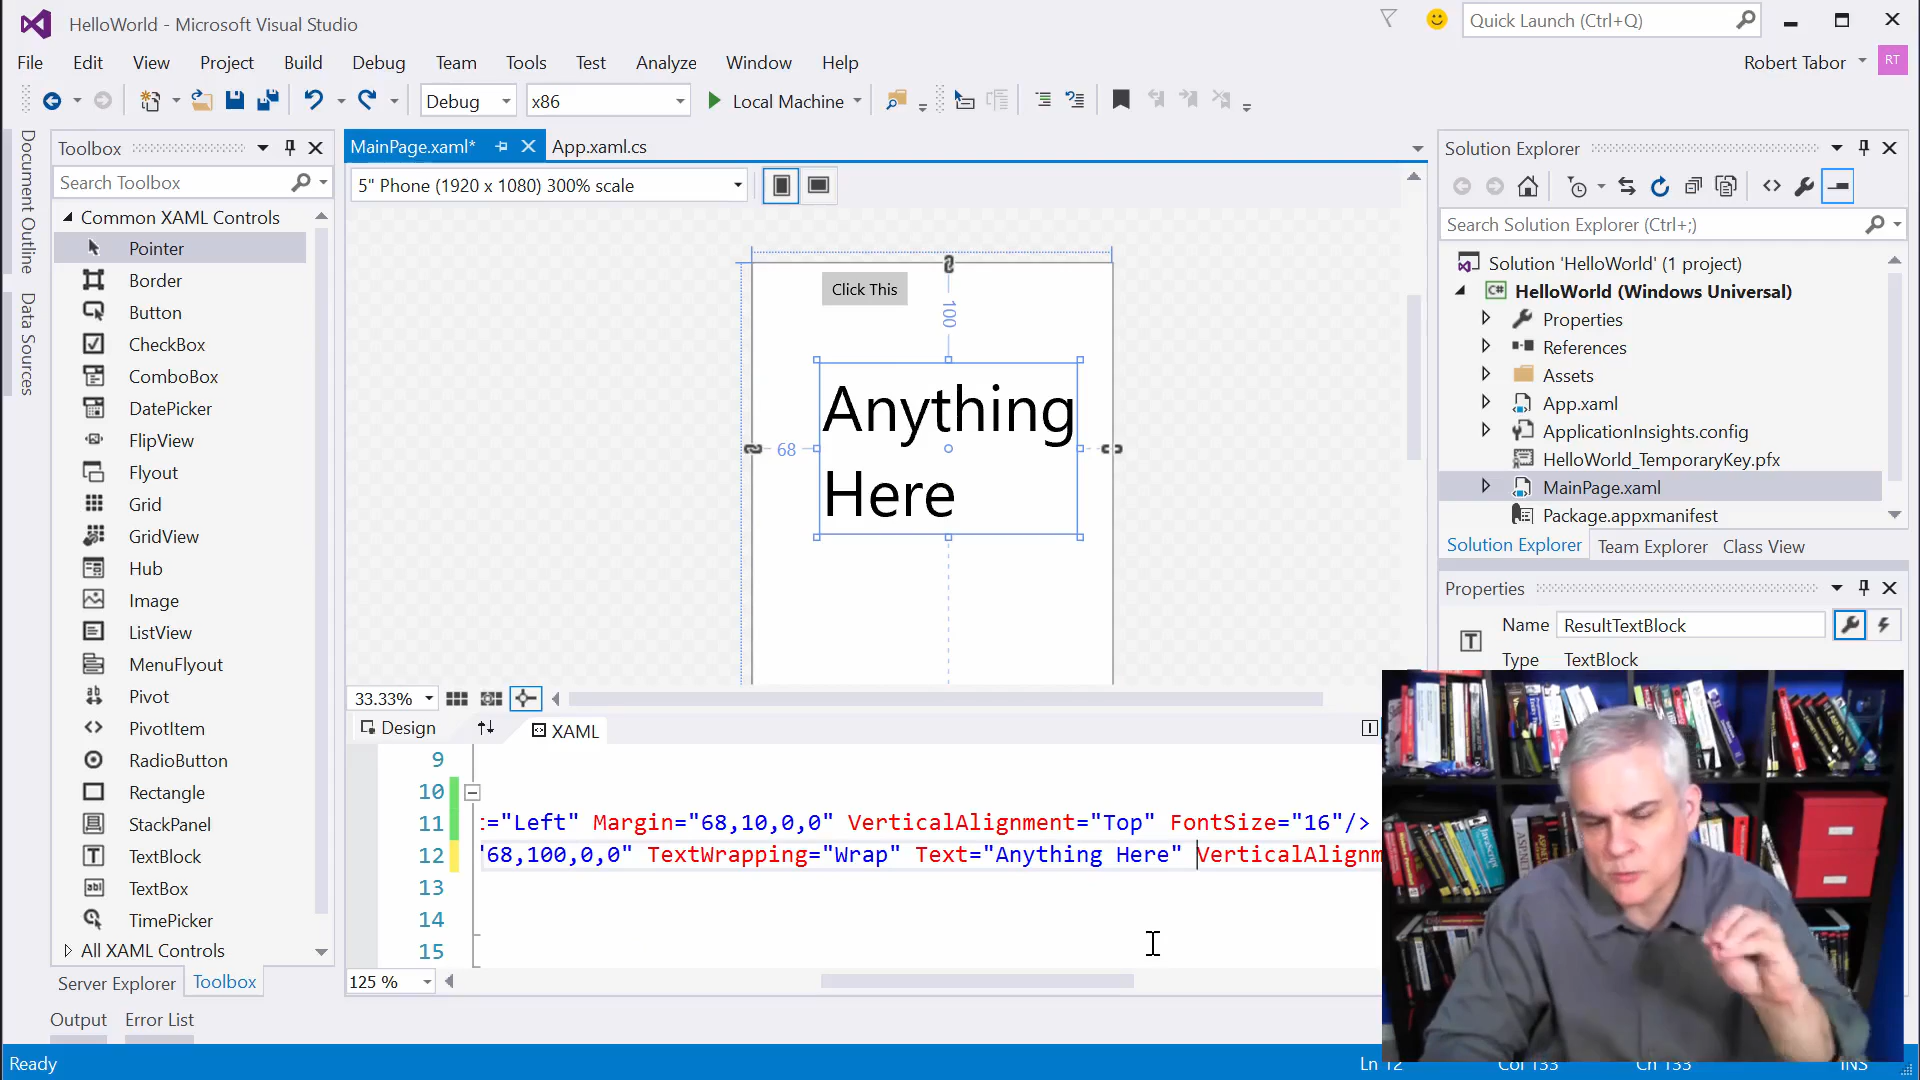 HelloWorld - Microsoft Visual Studio
Quick Launch (Ctrl+Q)
File Edit View Project Build Debug Team Tools Test Analyze Window Help
Robert Tabor RT
Debug x86 Local Machine
Document Outline
Data Sources
Toolbox
Search Toolbox
Common XAML Controls
Pointer
Border
Button
CheckBox
ComboBox
DatePicker
FlipView
Flyout
Grid
GridView
Hub
Image
ListView
MenuFlyout
Pivot
PivotItem
RadioButton
Rectangle
StackPanel
TextBlock
TextBox
TimePicker
All XAML Controls
Server Explorer Toolbox
Output Error List
MainPage.xaml* App.xaml.cs
5" Phone (1920 x 1080) 300% scale
Click This
100
68
Anything
Here
33.33%
Design XAML
9
10
11 t="Left" Margin="68,10,0,0" VerticalAlignment="Top" FontSize="16"/>
12 "68,100,0,0" TextWrapping="Wrap" Text="Anything Here" VerticalAlignm
13
14
15
125 %
Solution Explorer
Search Solution Explorer (Ctrl+;)
Solution 'HelloWorld' (1 project)
C# HelloWorld (Windows Universal)
Properties
References
Assets
App.xaml
ApplicationInsights.config
HelloWorld_TemporaryKey.pfx
MainPage.xaml
Package.appxmanifest
Solution Explorer Team Explorer Class View
Properties
Name ResultTextBlock
Type TextBlock
Ready
Ln 12 Col 133 Ch 133 INS